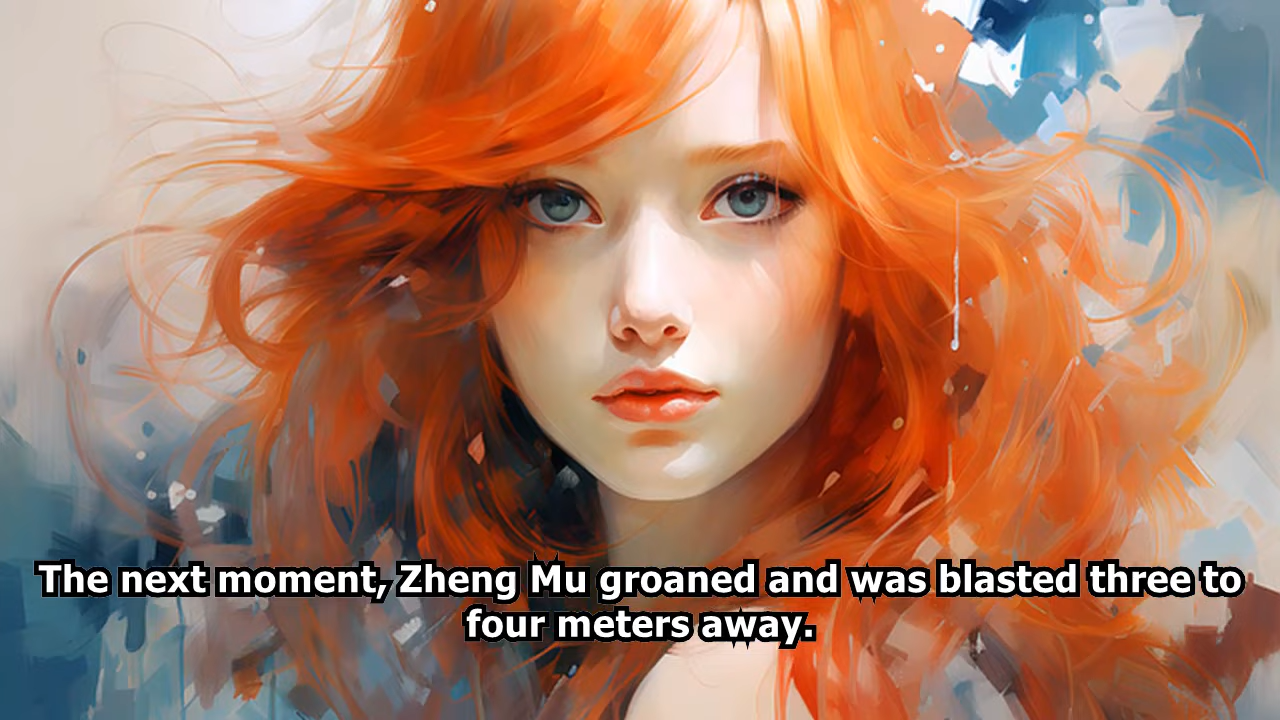 The next moment, Zheng Mu groaned and was blasted three to
four meters away.